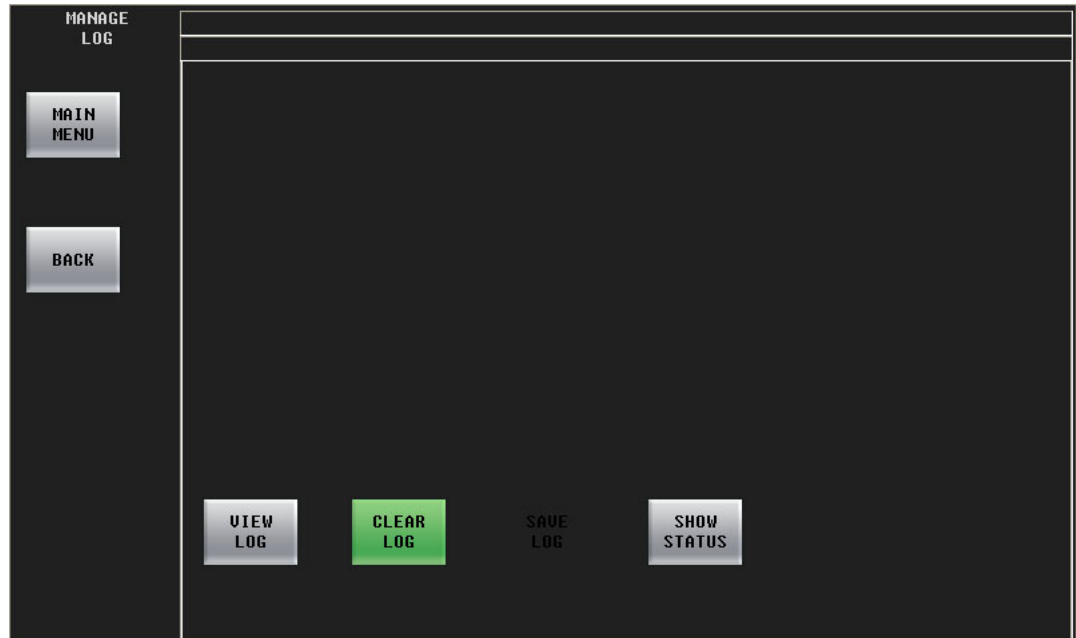 MANAGE
LOG
MAIN
MENU
BACK
VIEW
LOG
CLEAR
LOG
SAVE
LOG
SHOW
STATUS